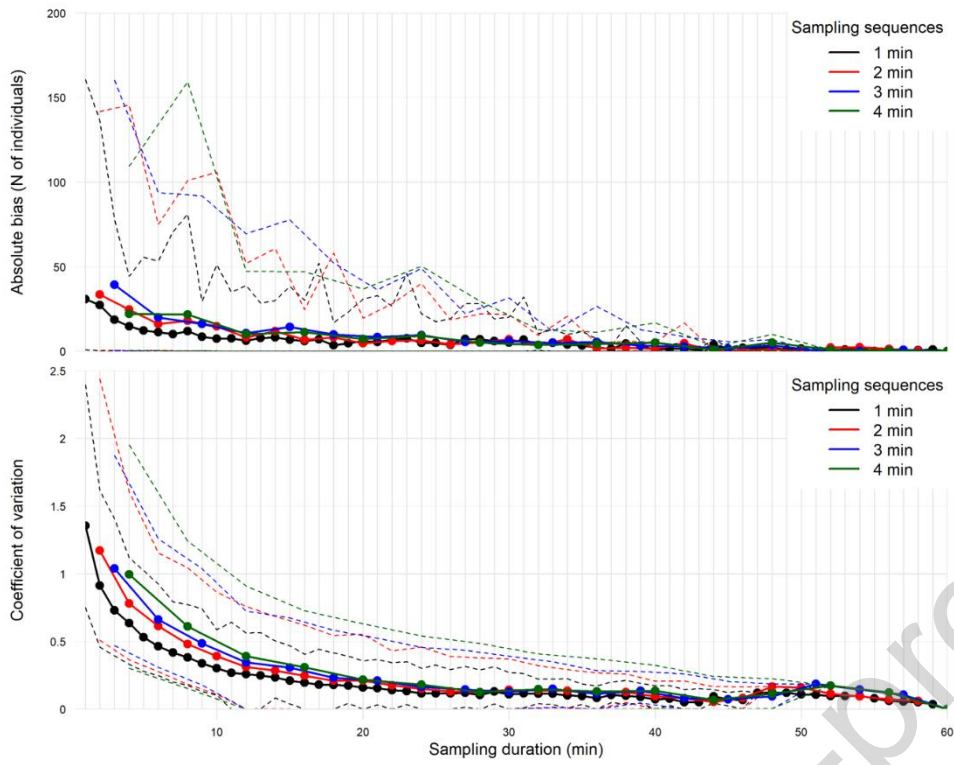 200
150
100
50
0
Absolute bias (N of individuals)
Sampling sequences
1 min
2 min
3 min
4 min
2.5
2
1.5
1
0.5
0
Coefficient of variation
Sampling sequences
1 min
2 min
3 min
4 min
10
20
30
40
50
60
Sampling duration (min)